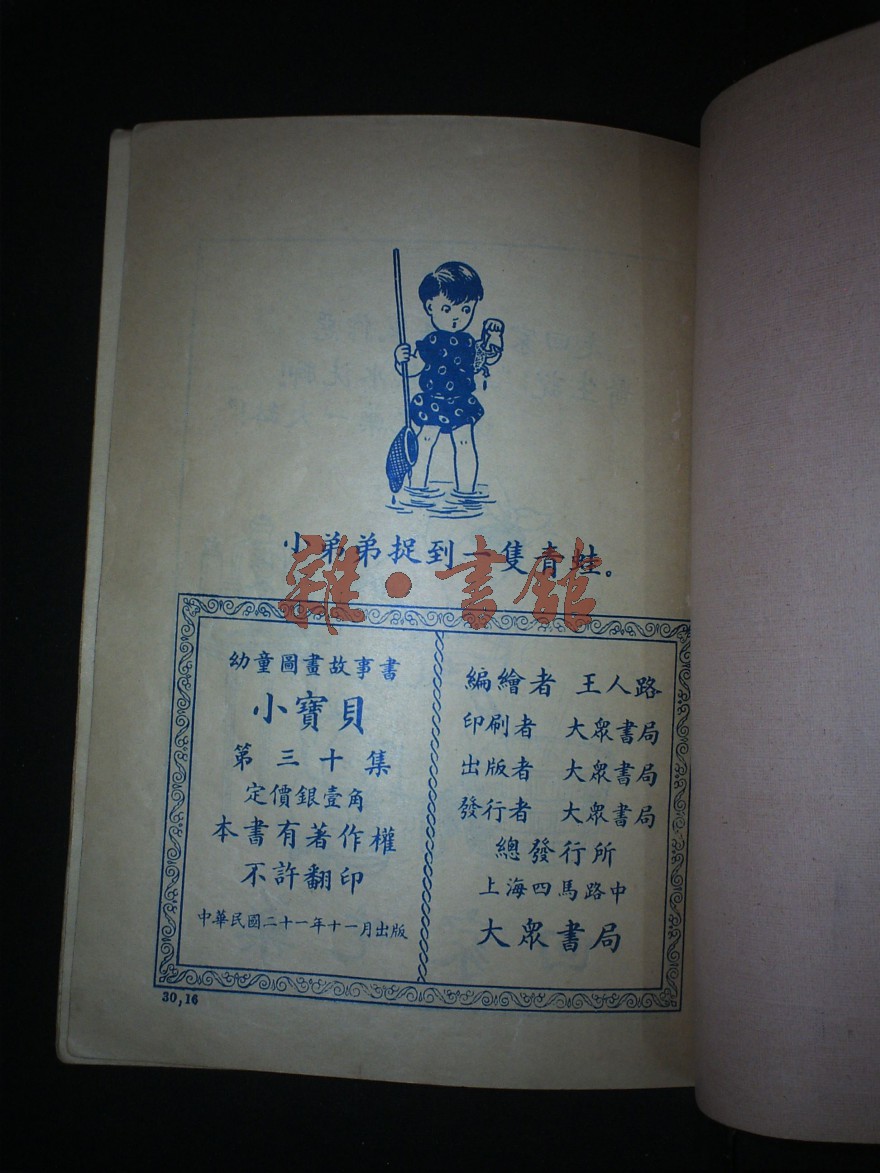 小弟弟捉到一隻青蛙。
雜·書館
幼童圖畫故事書
小寶貝
第三十集
定價銀壹角
本書有著作權
不許翻印
中華民國二十一年十一月出版
編繪者 王人路
印刷者 大眾書局
出版者 大眾書局
發行者 大眾書局
總發行所
上海四馬路中
大眾書局
30,16